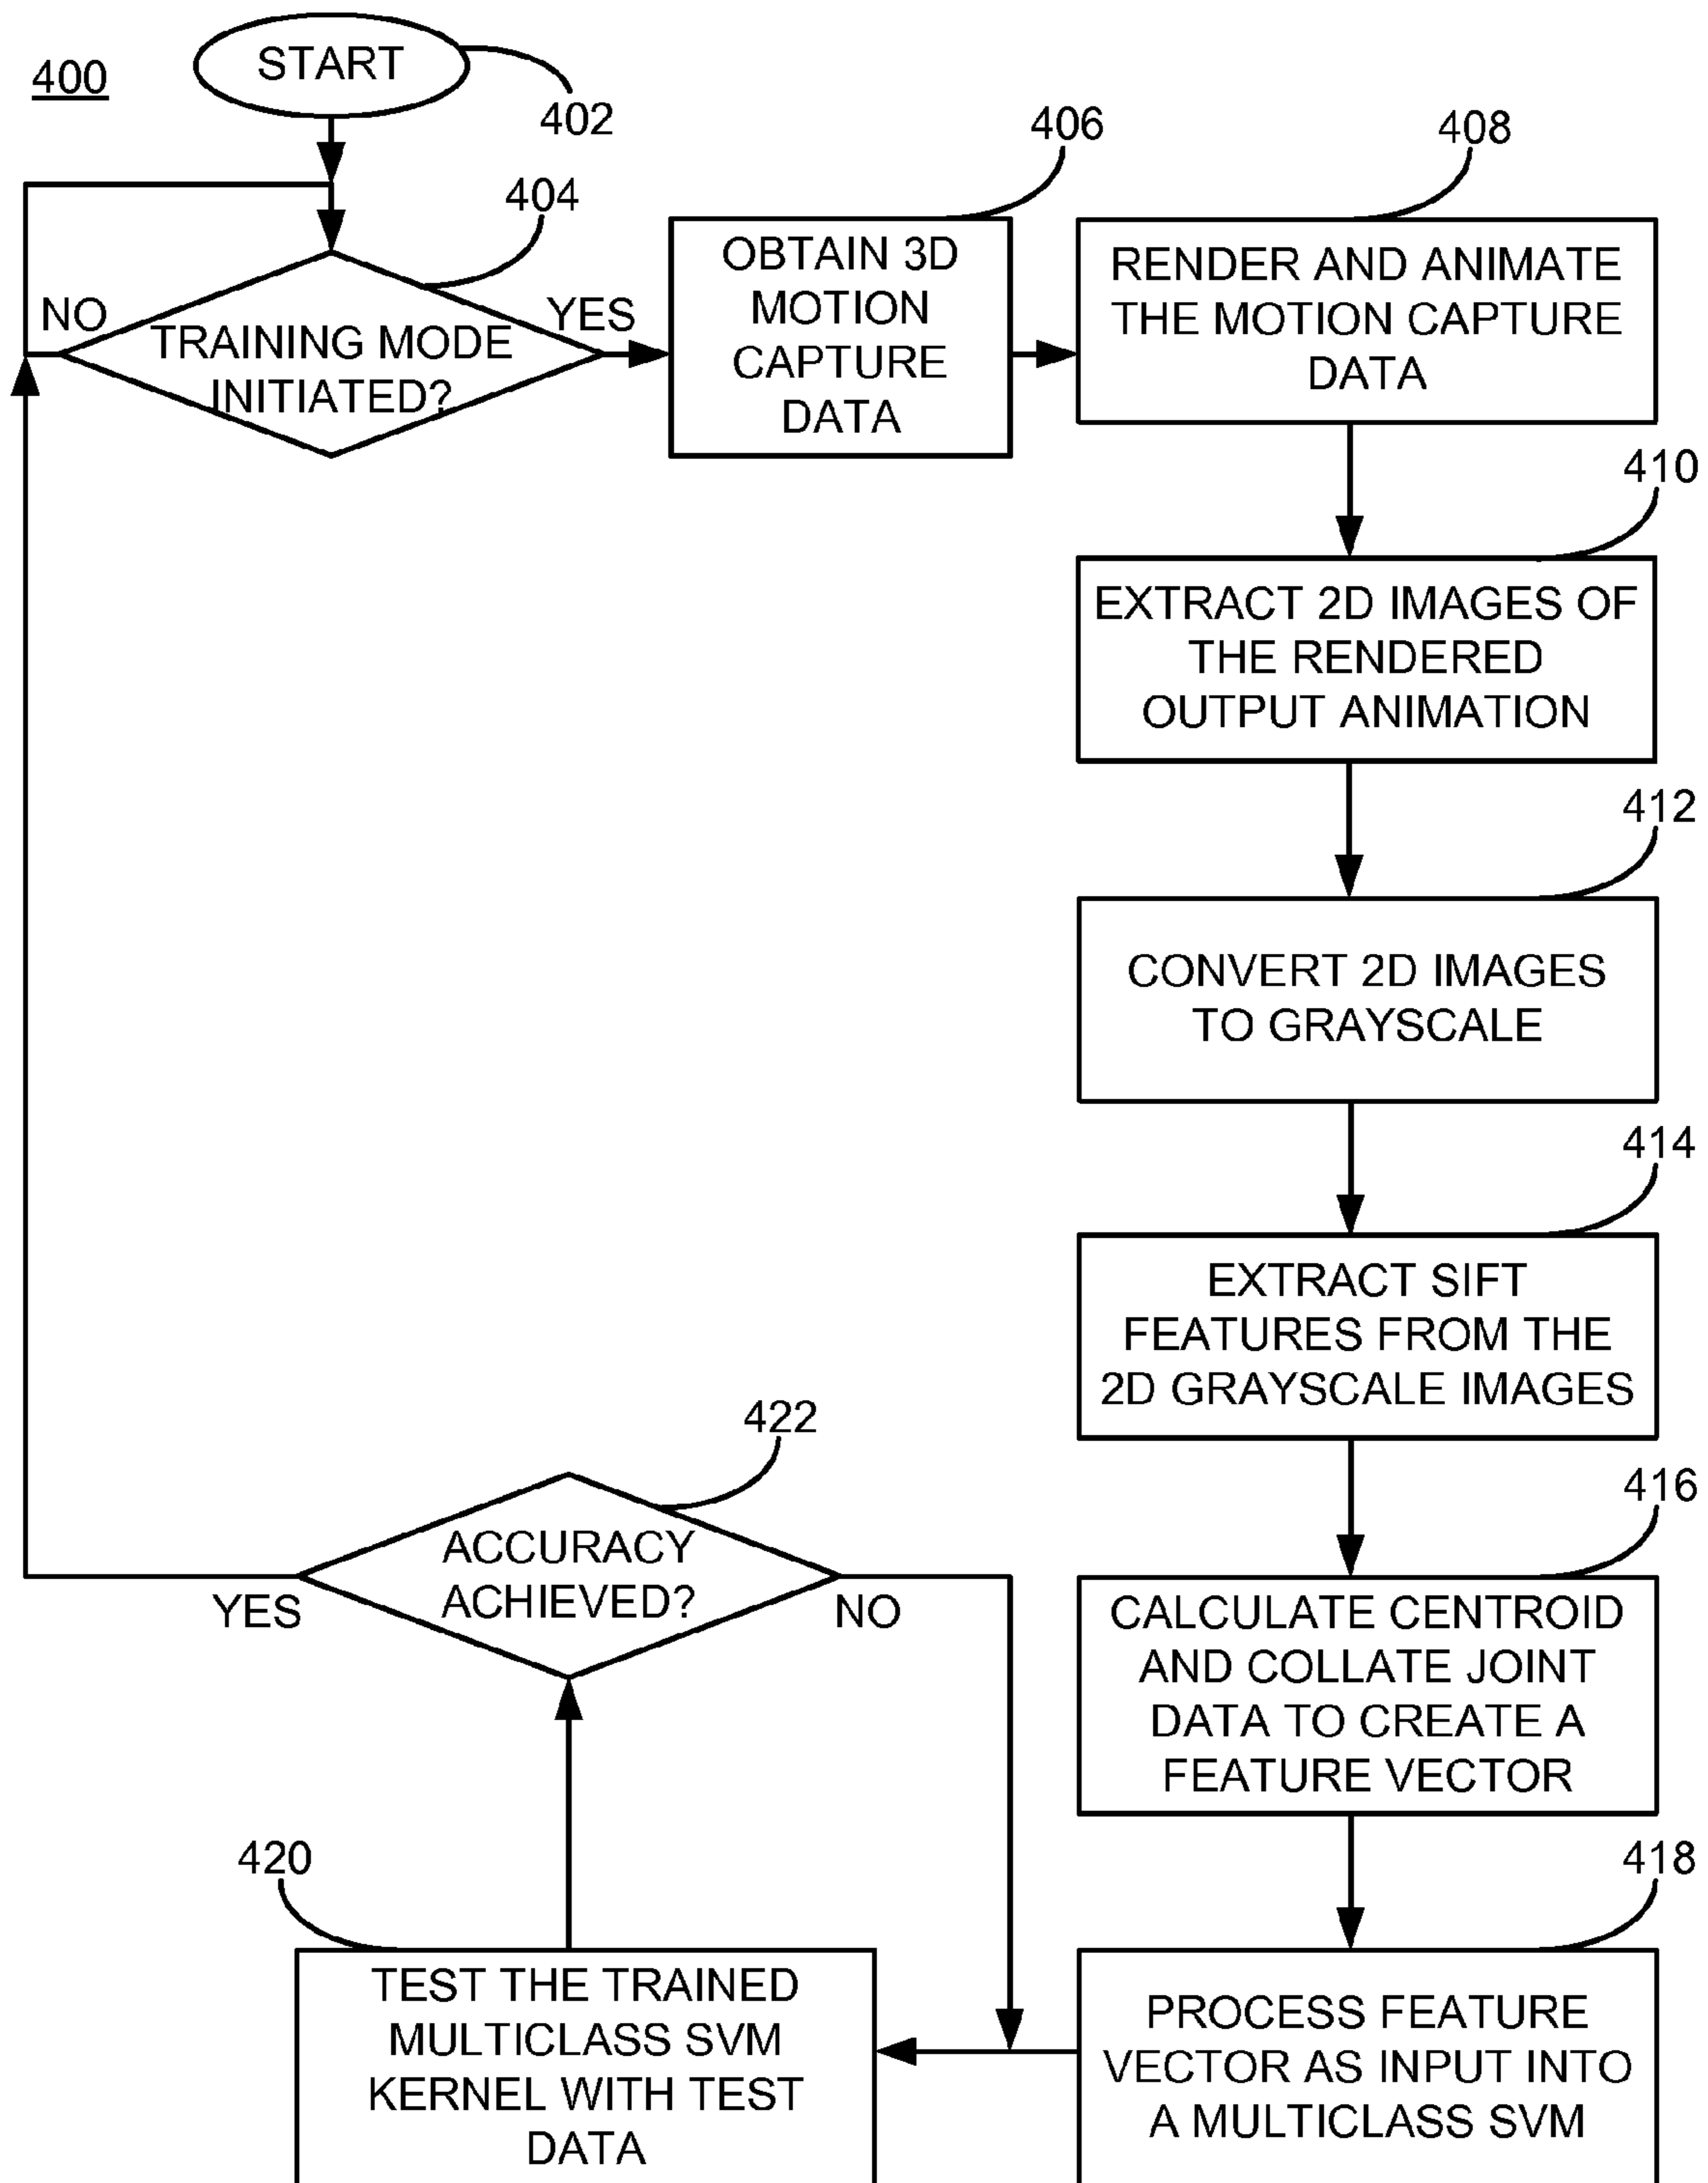 400
START
402
404
TRAINING MODE
INITIATED?
NO
YES
406
OBTAIN 3D
MOTION
CAPTURE
DATA
408
RENDER AND ANIMATE
THE MOTION CAPTURE
DATA
410
EXTRACT 2D IMAGES OF
THE RENDERED
OUTPUT ANIMATION
412
CONVERT 2D IMAGES
TO GRAYSCALE
414
EXTRACT SIFT
FEATURES FROM THE
2D GRAYSCALE IMAGES
416
CALCULATE CENTROID
AND COLLATE JOINT
DATA TO CREATE A
FEATURE VECTOR
418
PROCESS FEATURE
VECTOR AS INPUT INTO
A MULTICLASS SVM
420
TEST THE TRAINED
MULTICLASS SVM
KERNEL WITH TEST
DATA
422
ACCURACY
ACHIEVED?
YES
NO